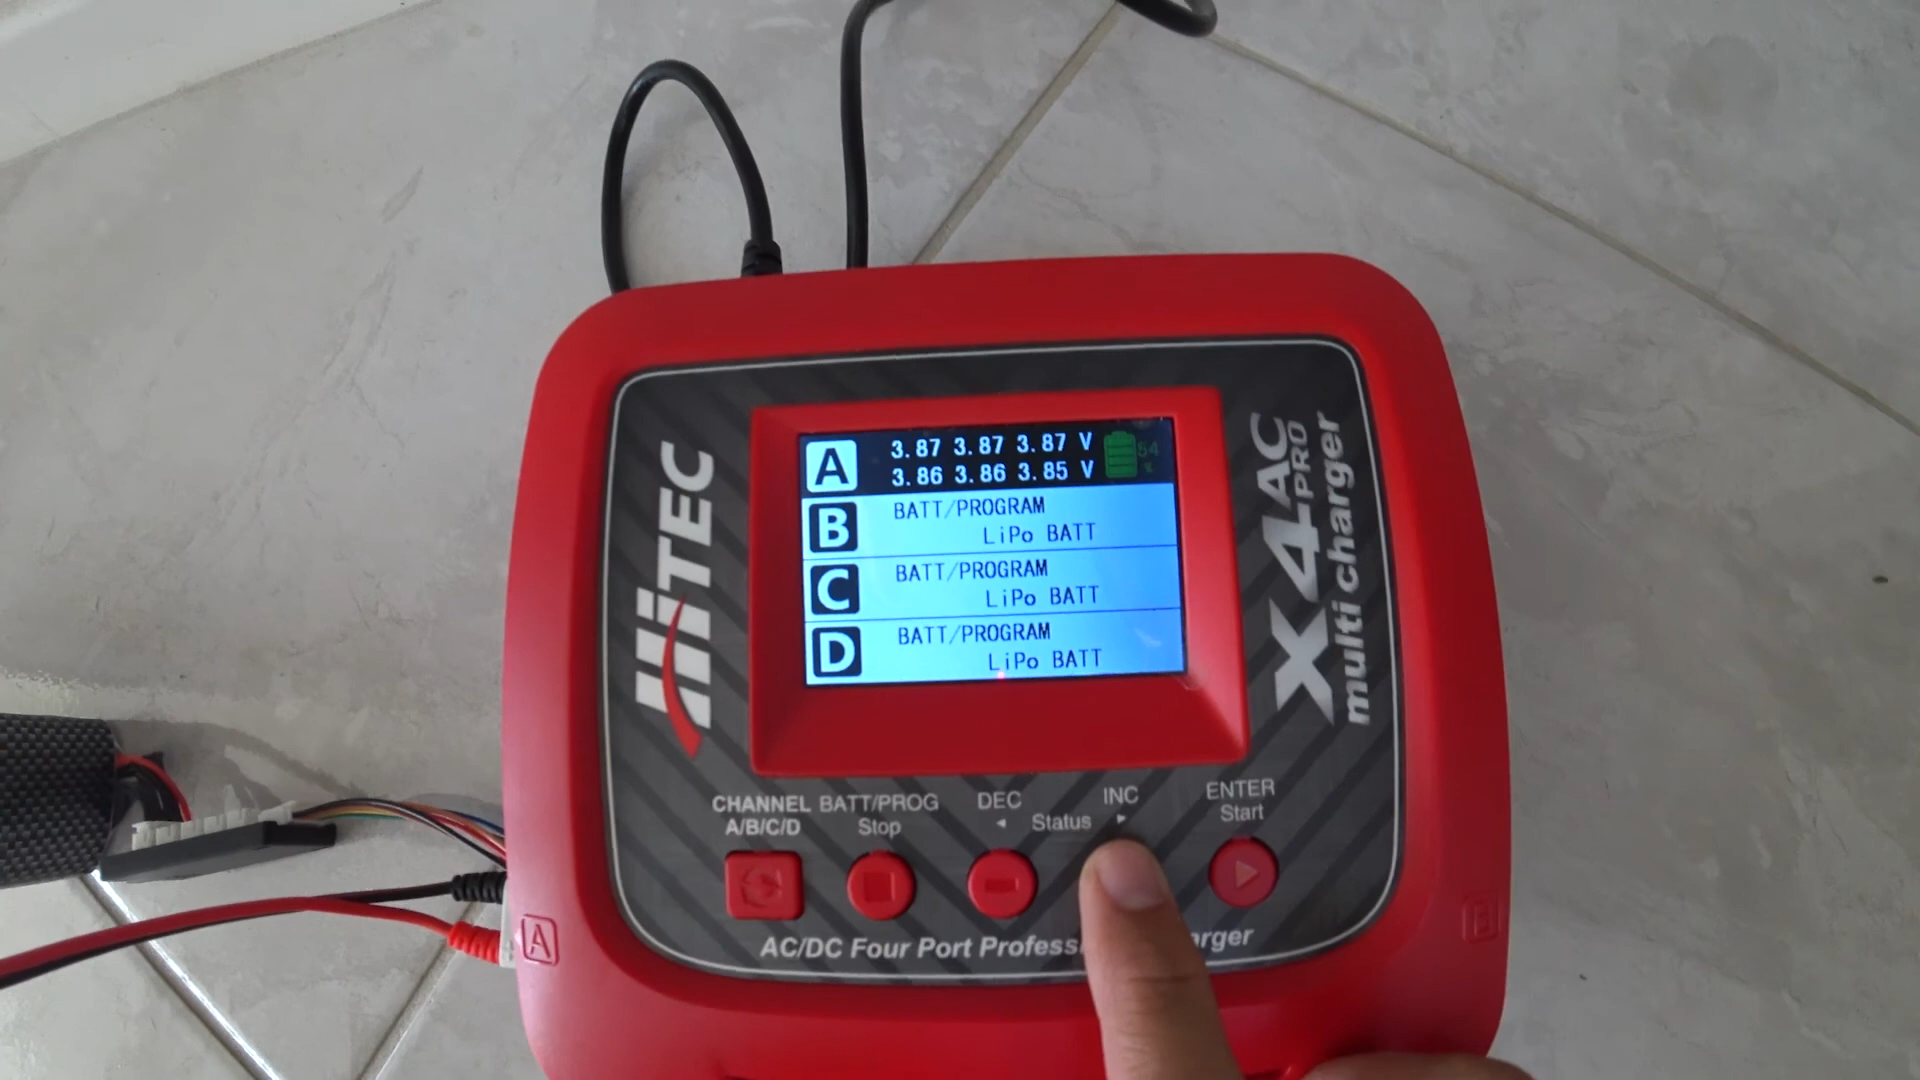 A
3.87 3.87 3.87 V
3.86 3.86 3.85 V
54
%
B
BATT/PROGRAM
LiPo BATT
C
BATT/PROGRAM
LiPo BATT
D
BATT/PROGRAM
LiPo BATT
HiTEC
X4 AC PRO
multi charger
CHANNEL
A/B/C/D
BATT/PROG
Stop
DEC
Status
INC
ENTER
Start
AC/DC Four Port
A
B